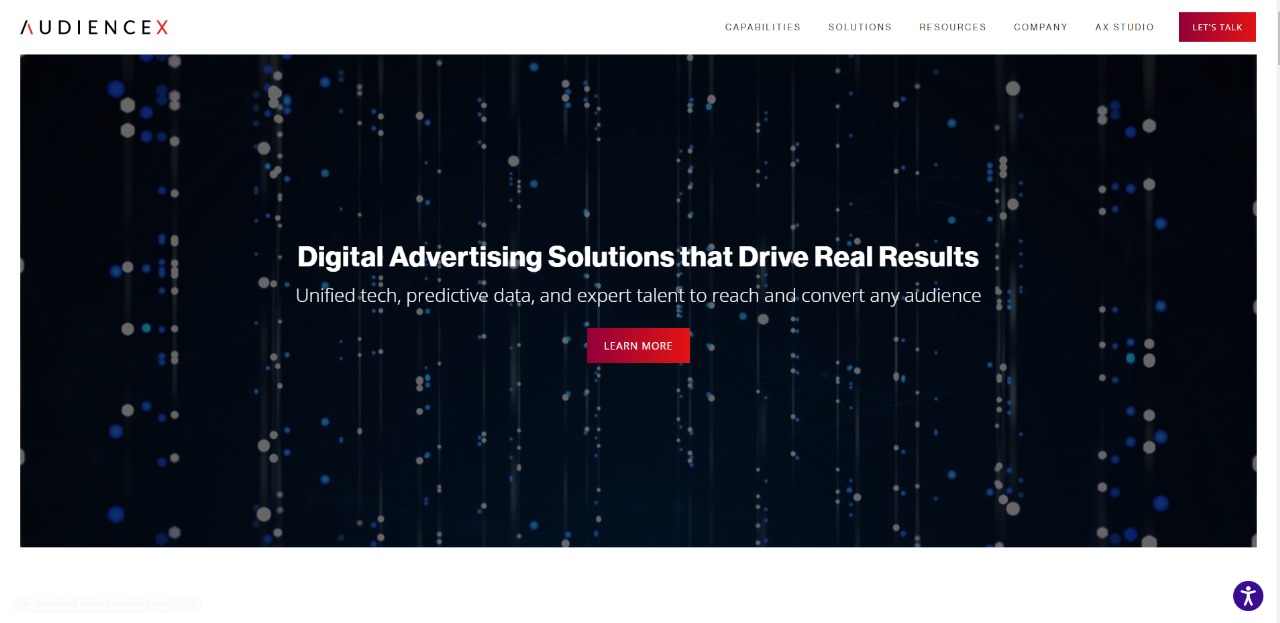 AUDIENCEX
CAPABILITIES
SOLUTIONS
RESOURCES
COMPANY
AX STUDIO
LET'S TALK
Digital Advertising Solutions that Drive Real Results
Unified tech, predictive data, and expert talent to reach and convert any audience
LEARN MORE